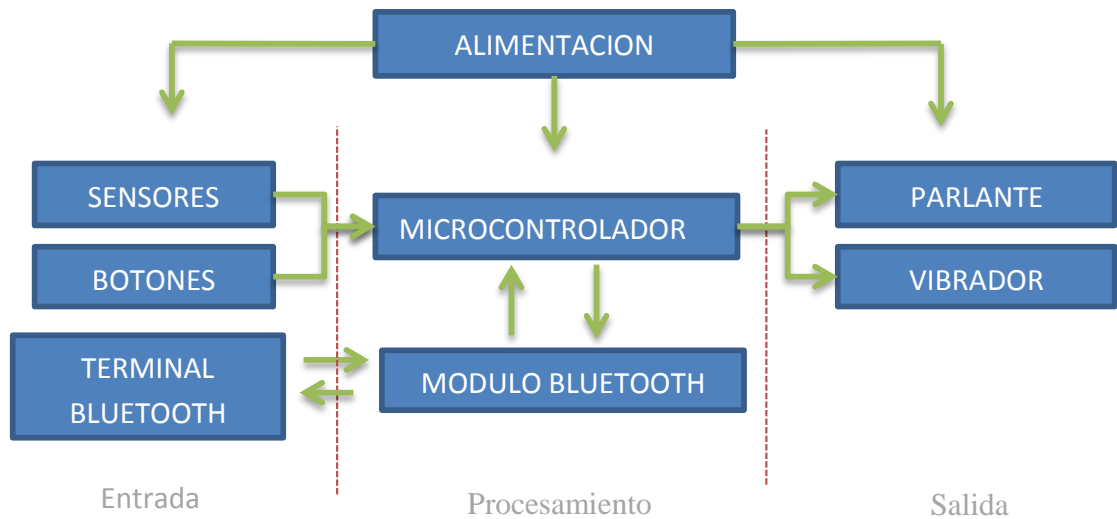 ALIMENTACION
SENSORES
BOTONES
TERMINAL
BLUETOOTH
MICROCONTROLADOR
MODULO BLUETOOTH
PARLANTE
VIBRADOR
Entrada
Procesamiento
Salida